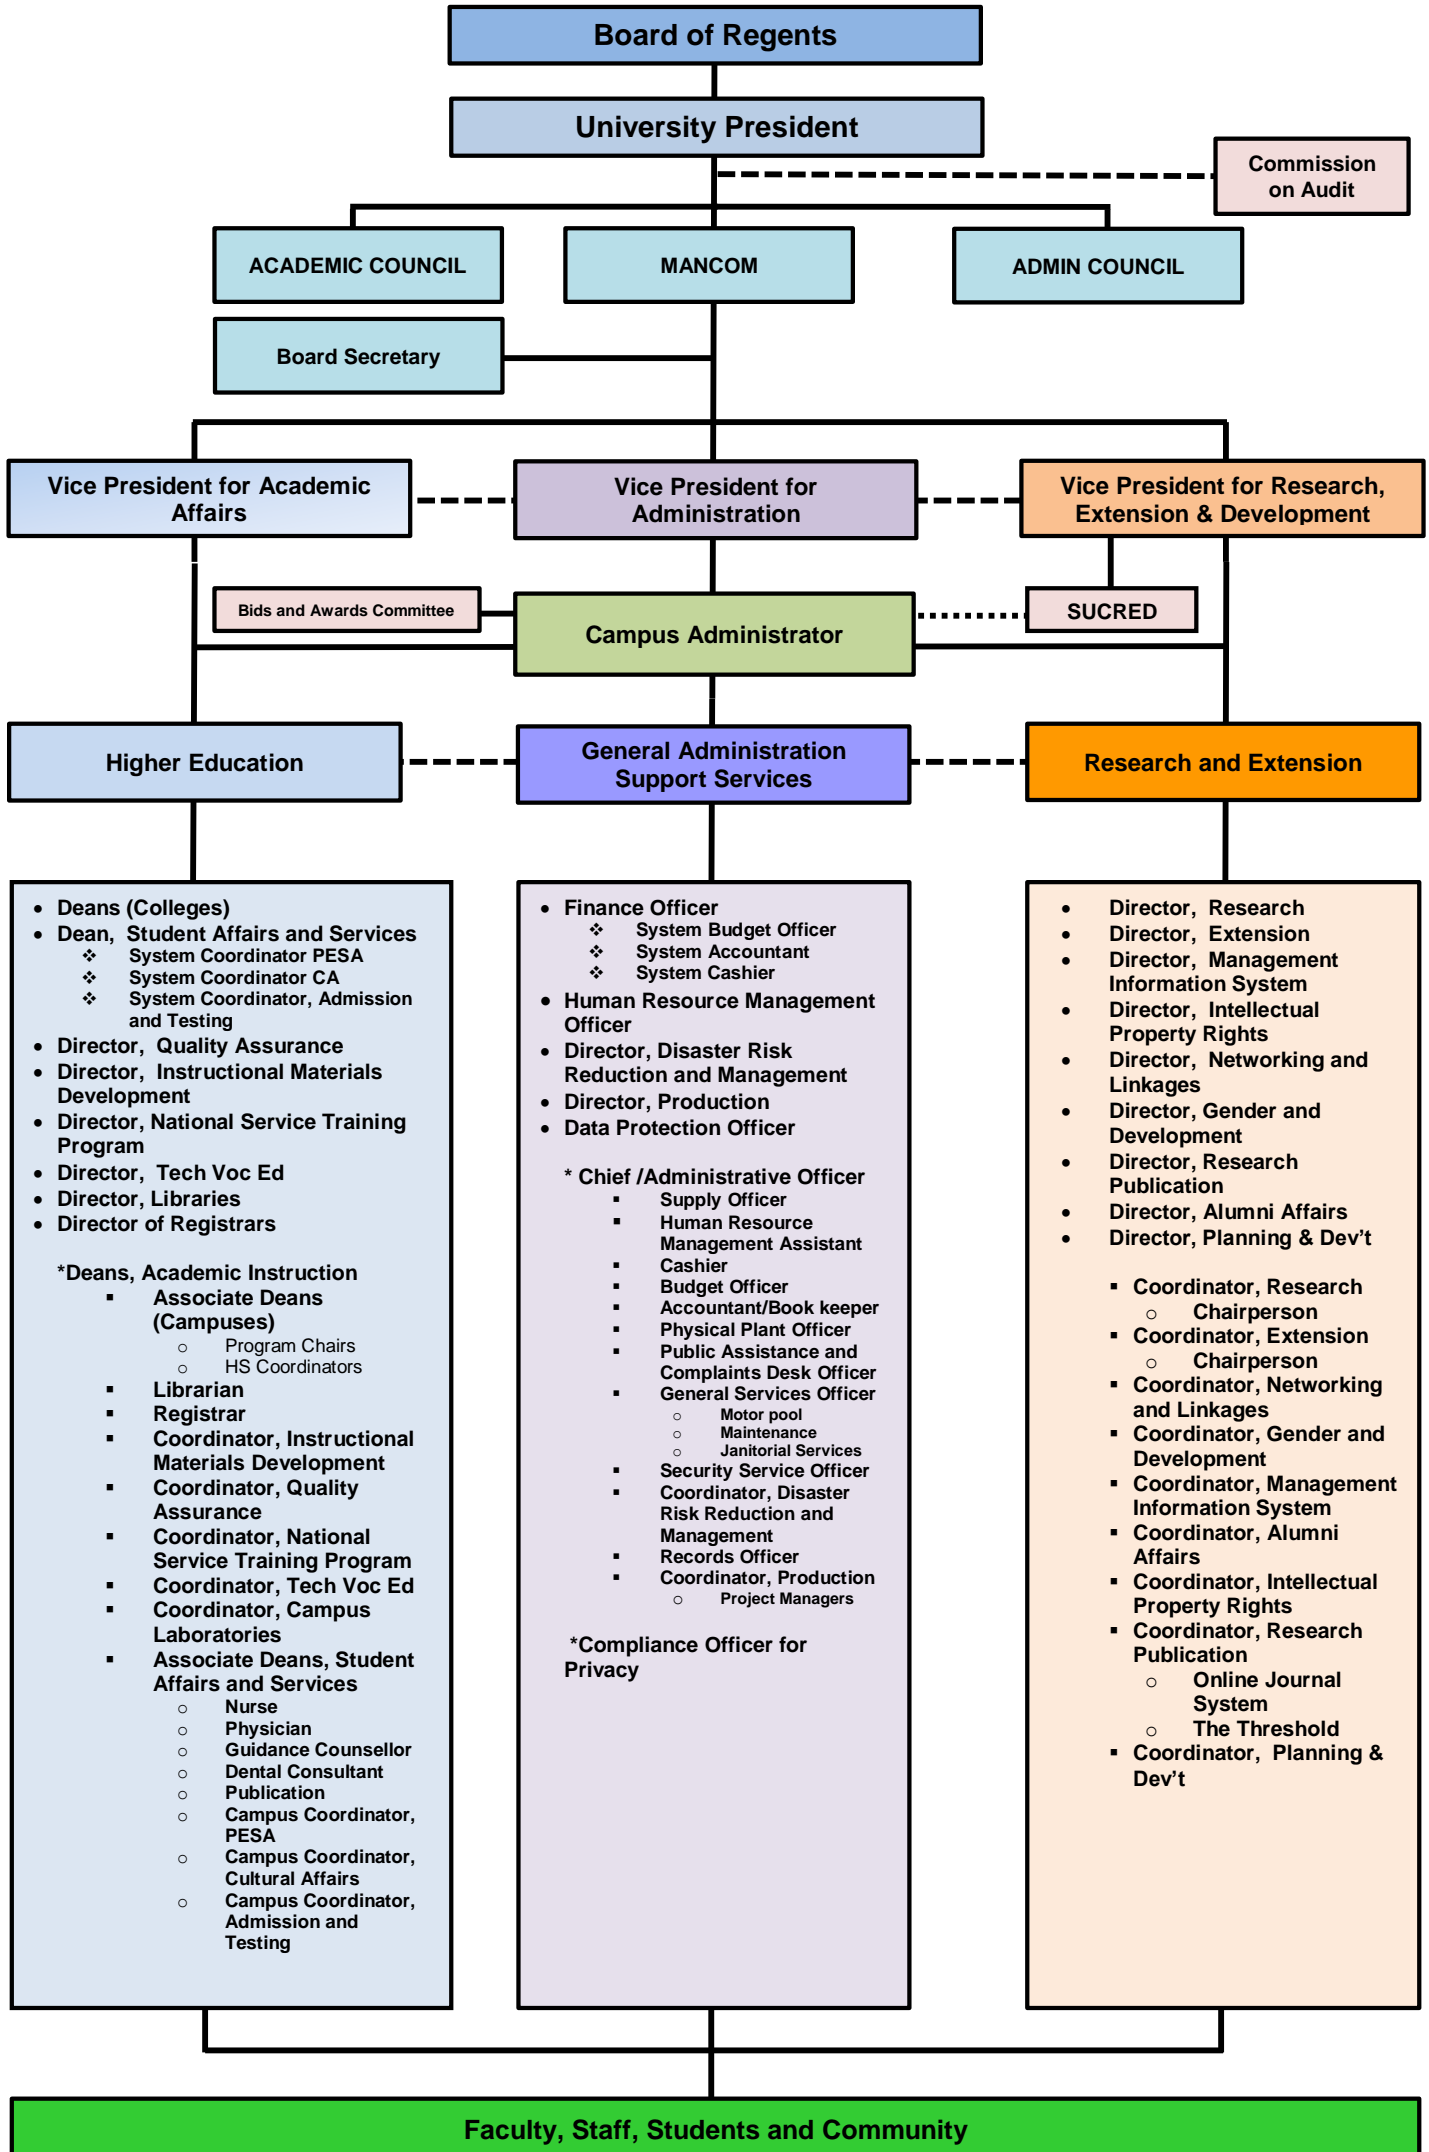 Board of Regents
University President
Commission
on Audit
ACADEMIC COUNCIL
MANCOM
ADMIN COUNCIL
Board Secretary
Vice President for Academic
Affairs
Vice President for
Administration
Vice President for Research,
Extension & Development
Bids and Awards Committee
Campus Administrator
SUCRED
Higher Education
General Administration
Support Services
Research and Extension
• Deans (Colleges)
• Dean, Student Affairs and Services
❖ System Coordinator PESA
❖ System Coordinator CA
❖ System Coordinator, Admission
and Testing
• Director, Quality Assurance
• Director, Instructional Materials
Development
• Director, National Service Training
Program
• Director, Tech Voc Ed
• Director, Libraries
• Director of Registrars
*Deans, Academic Instruction
▪ Associate Deans
(Campuses)
o Program Chairs
o HS Coordinators
▪ Librarian
▪ Registrar
▪ Coordinator, Instructional
Materials Development
▪ Coordinator, Quality
Assurance
▪ Coordinator, National
Service Training Program
▪ Coordinator, Tech Voc Ed
▪ Coordinator, Campus
Laboratories
▪ Associate Deans, Student
Affairs and Services
o Nurse
o Physician
o Guidance Counsellor
o Dental Consultant
o Publication
o Campus Coordinator,
PESA
o Campus Coordinator,
Cultural Affairs
o Campus Coordinator,
Admission and
Testing
• Finance Officer
❖ System Budget Officer
❖ System Accountant
❖ System Cashier
• Human Resource Management
Officer
• Director, Disaster Risk
Reduction and Management
• Director, Production
• Data Protection Officer
* Chief /Administrative Officer
▪ Supply Officer
▪ Human Resource
Management Assistant
▪ Cashier
▪ Budget Officer
▪ Accountant/Book keeper
▪ Physical Plant Officer
▪ Public Assistance and
Complaints Desk Officer
▪ General Services Officer
o Motor pool
o Maintenance
o Janitorial Services
▪ Security Service Officer
▪ Coordinator, Disaster
Risk Reduction and
Management
▪ Records Officer
▪ Coordinator, Production
o Project Managers
*Compliance Officer for
Privacy
• Director, Research
• Director, Extension
• Director, Management
Information System
• Director, Intellectual
Property Rights
• Director, Networking and
Linkages
• Director, Gender and
Development
• Director, Research
Publication
• Director, Alumni Affairs
• Director, Planning & Dev’t
▪ Coordinator, Research
o Chairperson
▪ Coordinator, Extension
o Chairperson
▪ Coordinator, Networking
and Linkages
▪ Coordinator, Gender and
Development
▪ Coordinator, Management
Information System
▪ Coordinator, Alumni
Affairs
▪ Coordinator, Intellectual
Property Rights
▪ Coordinator, Research
Publication
o Online Journal
System
o The Threshold
▪ Coordinator, Planning &
Dev’t
Faculty, Staff, Students and Community